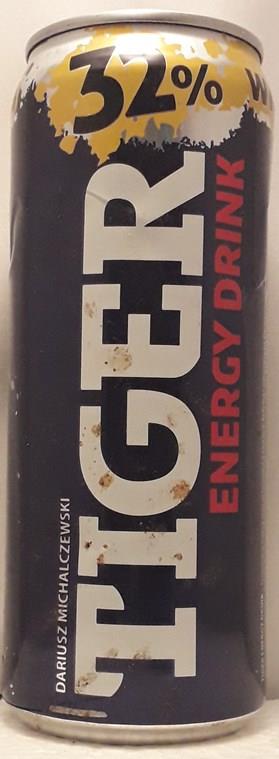 32% W
TIGER
ENERGY DRINK
DARIUSZ MICHALCZEWSKI